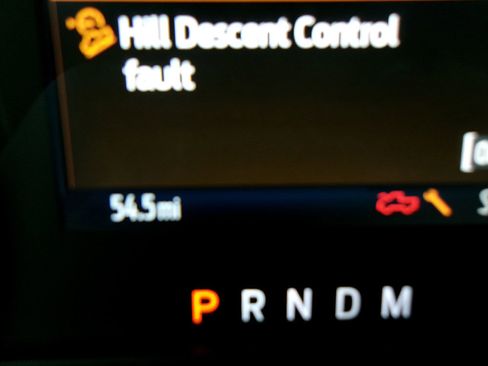 Hill Descent Control
fault
54.5mi
P R N D M